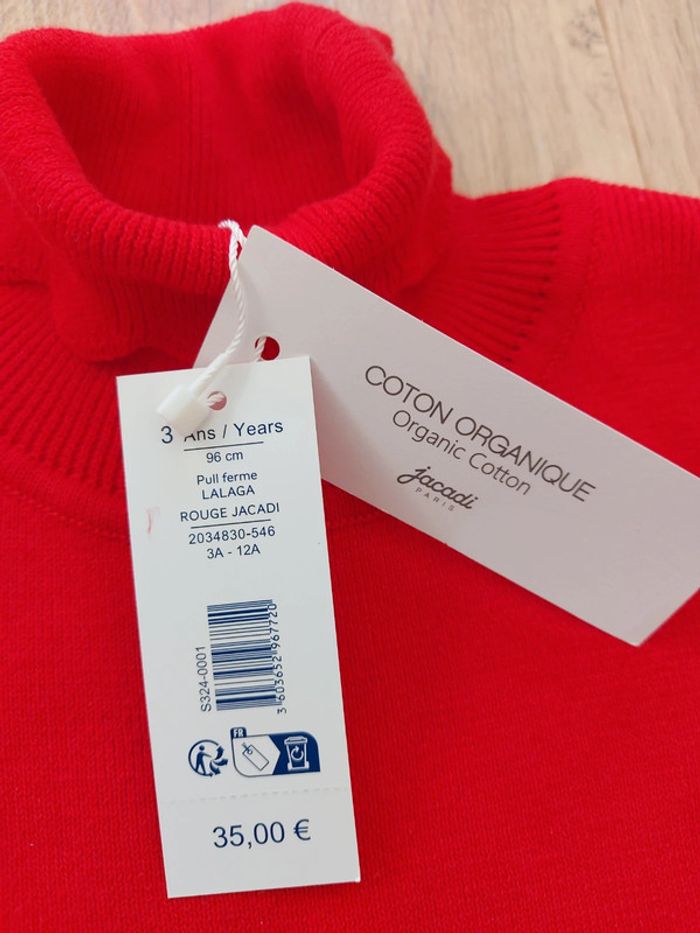 3 Ans / Years
96 cm
Pull ferme
LALAGA
ROUGE JACADI
2034830-546
3A - 12A
S324-0001
3 603652 967720
FR
35,00 €
COTON ORGANIQUE
Organic Cotton
Jacadi
PARIS